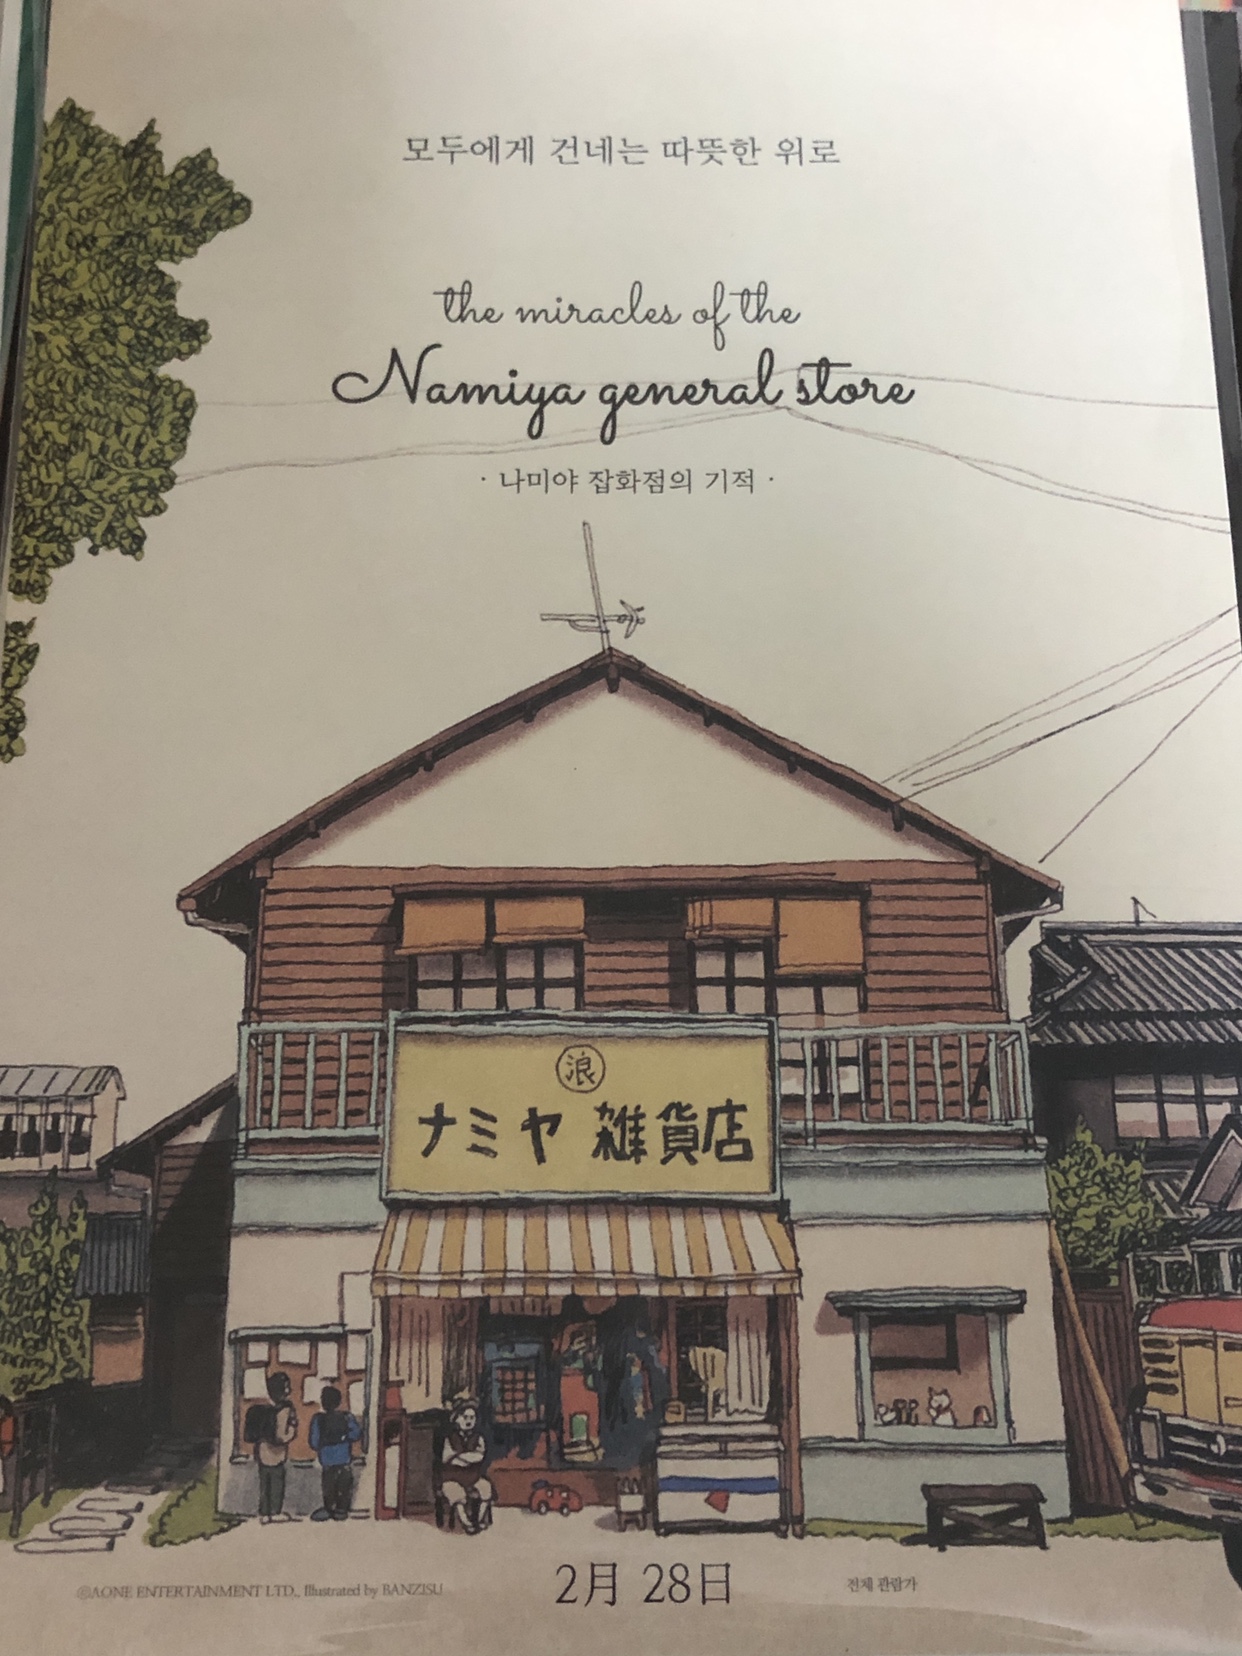 모두에게 건네는 따뜻한 위로
the miracles of the
Namiya general store
· 나미야 잡화점의 기적 ·
浪
ナミヤ 雑貨店
©AONE ENTERTAINMENT LTD., Illustrated by BANZISU
2月 28日
전체 관람가